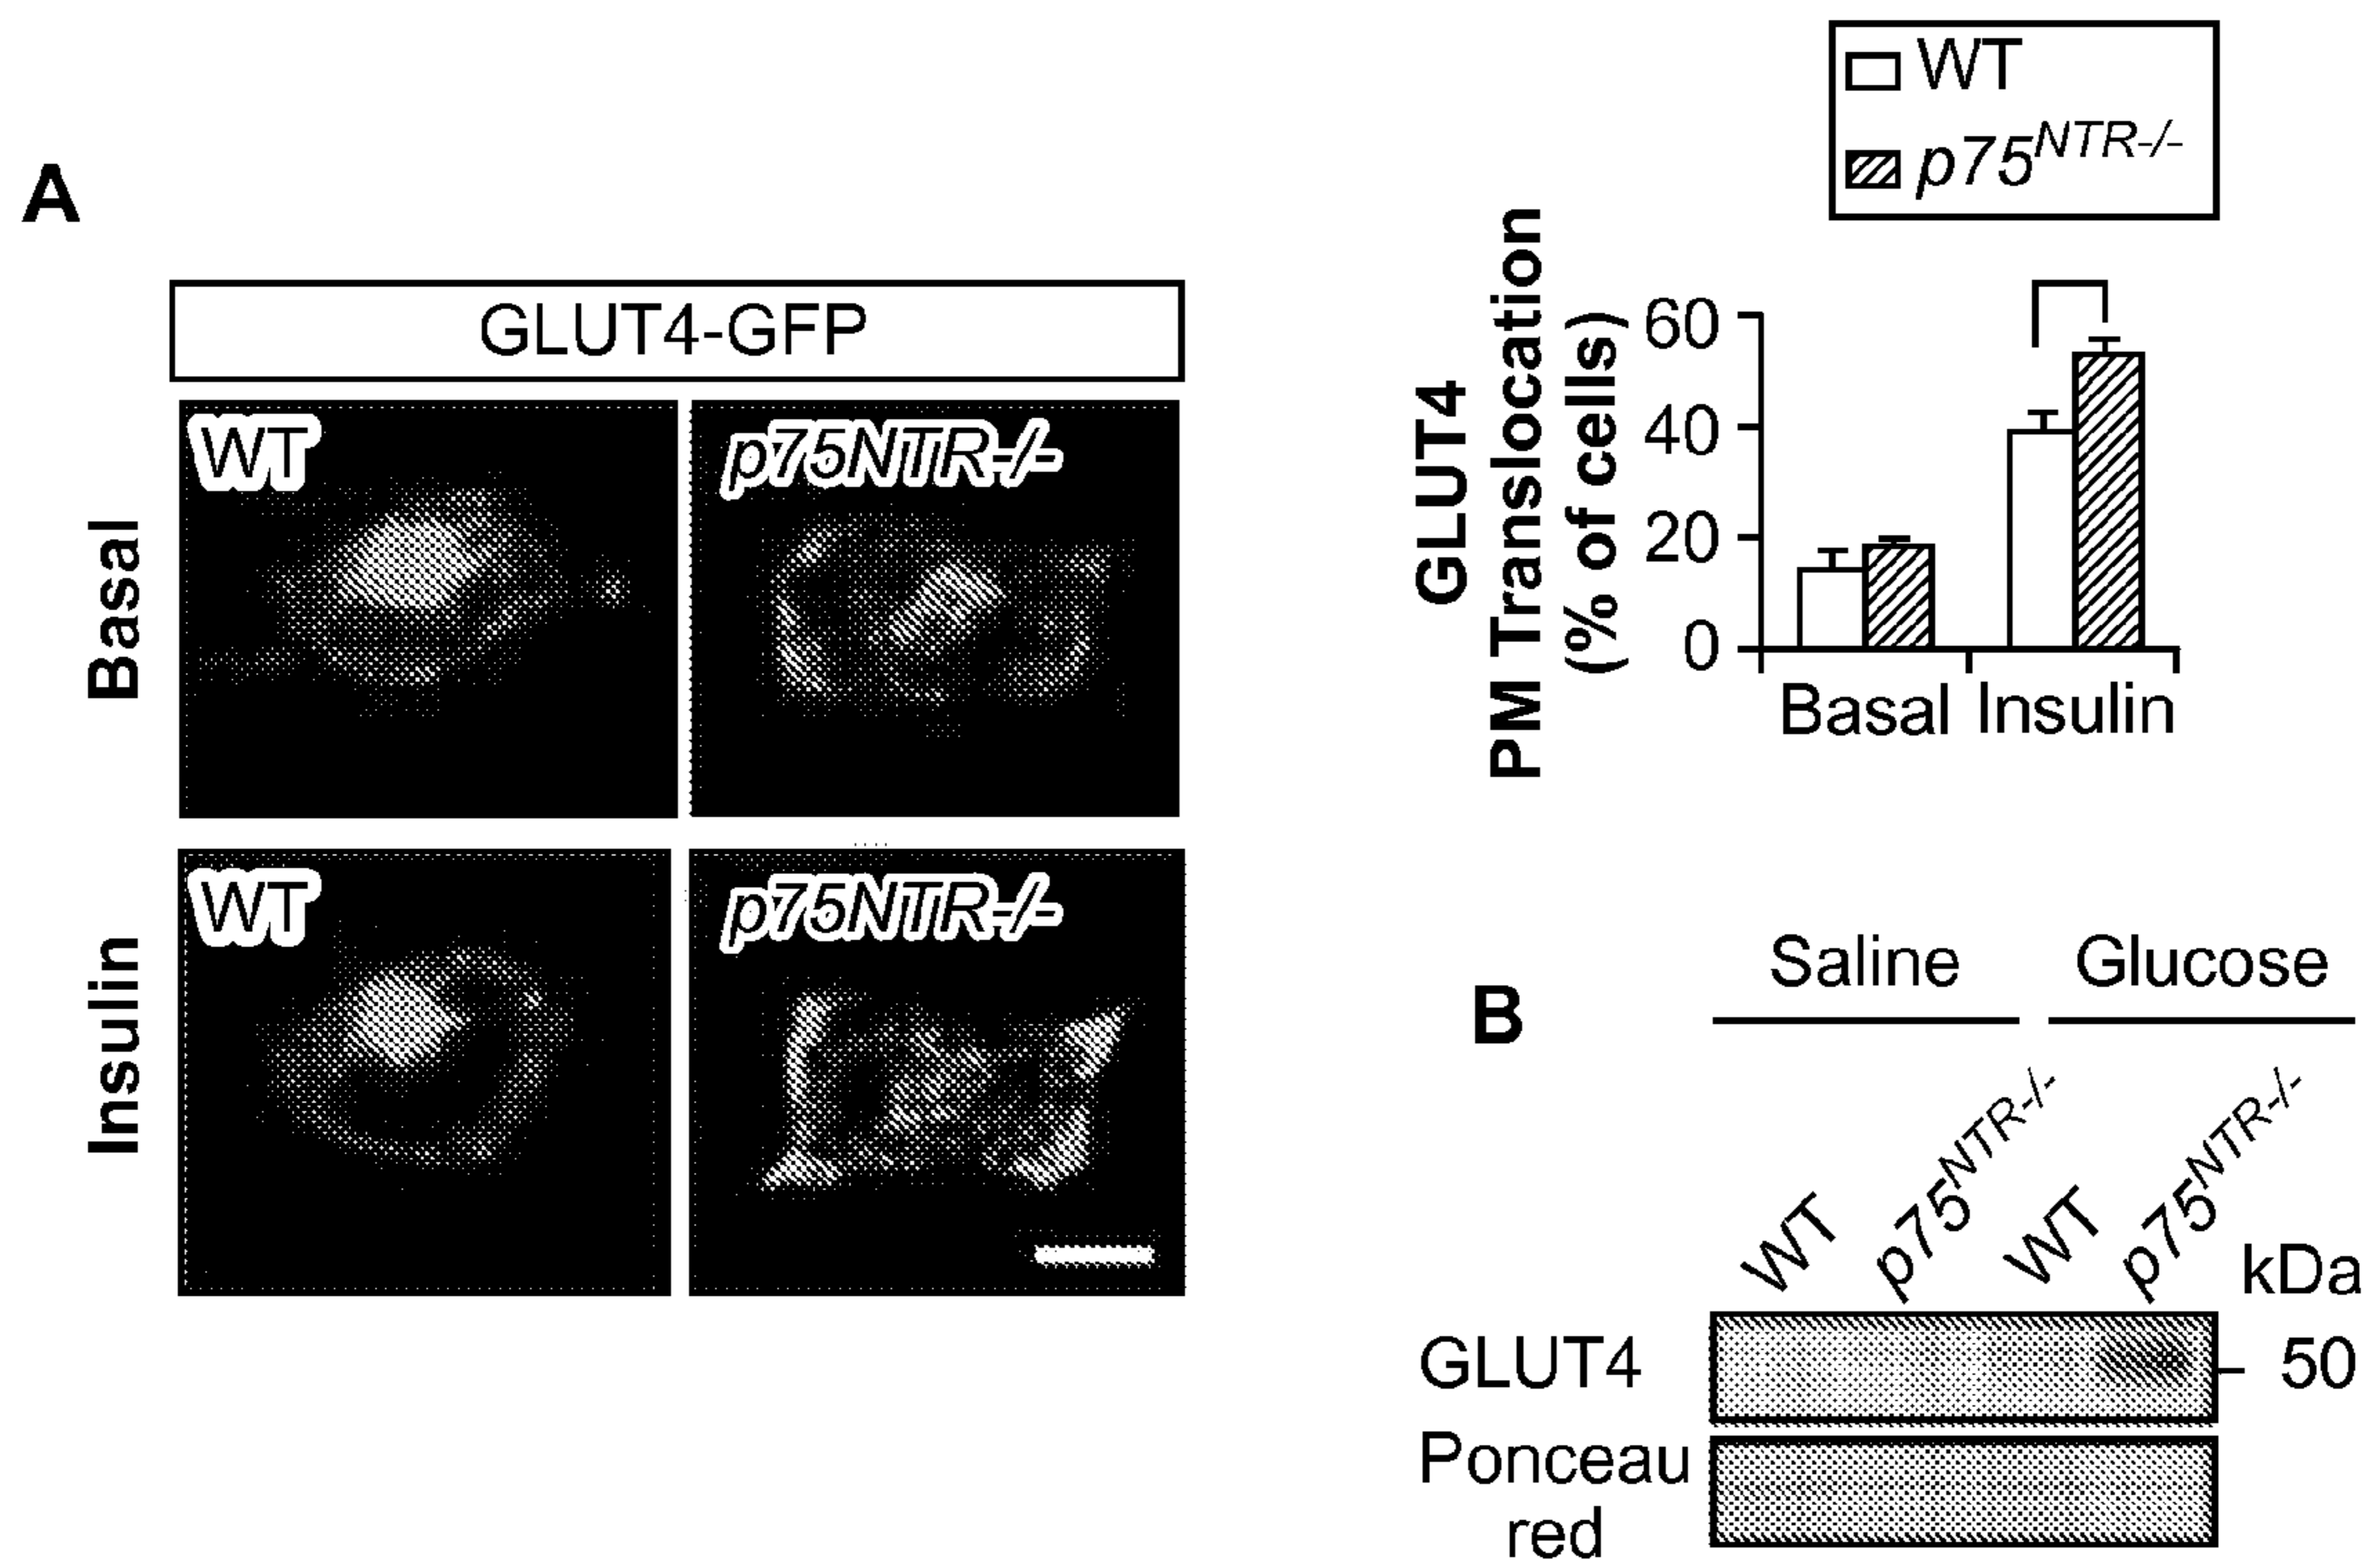 A
GLUT4-GFP
Basal
WT
p75NTR-/-
Insulin
WT
p75NTR-/-
WT
p75NTR-/-
GLUT4
PM Translocation
(% of cells)
60
40
20
0
Basal Insulin
B
Saline Glucose
WT p75NTR-/- WT p75NTR-/- kDa
GLUT4 50
Ponceau
red